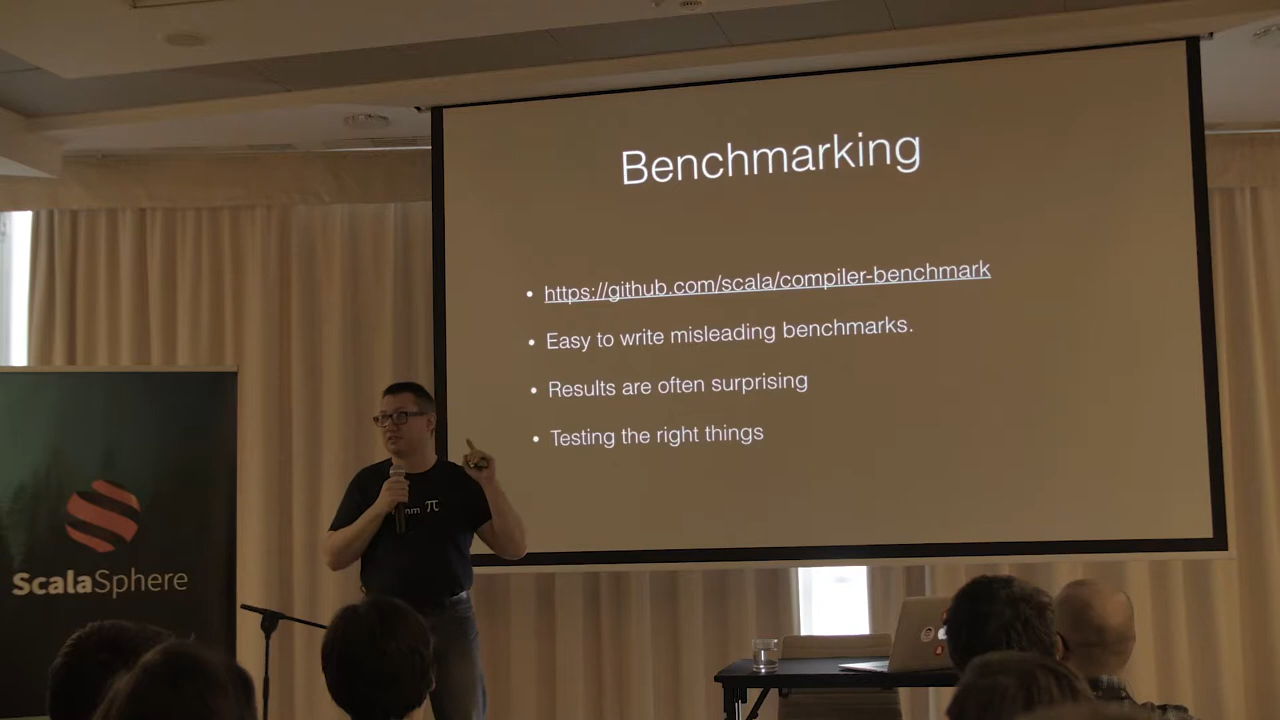 Benchmarking
• https://github.com/scala/compiler-benchmark
• Easy to write misleading benchmarks.
• Results are often surprising
• Testing the right things
ScalaSphere
π